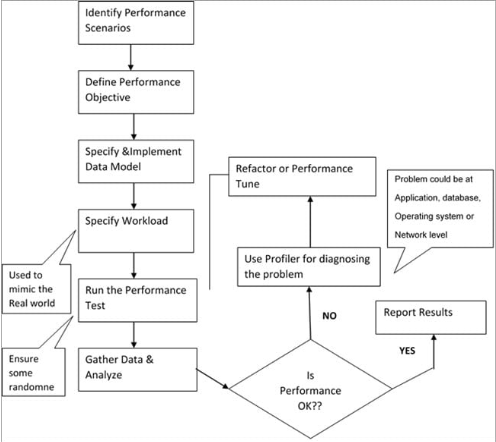 Identify Performance
Scenarios
Define Performance
Objective
Specify &Implement
Data Model
Specify Workload
Run the Performance
Test
Gather Data &
Analyze
Used to
mimic the
Real world
Ensure
some
randomne
Refactor or Performance
Tune
Use Profiler for diagnosing
the problem
Problem could be at
Application, database,
Operating system or
Network level
NO
Is
Performance
OK??
YES
Report Results